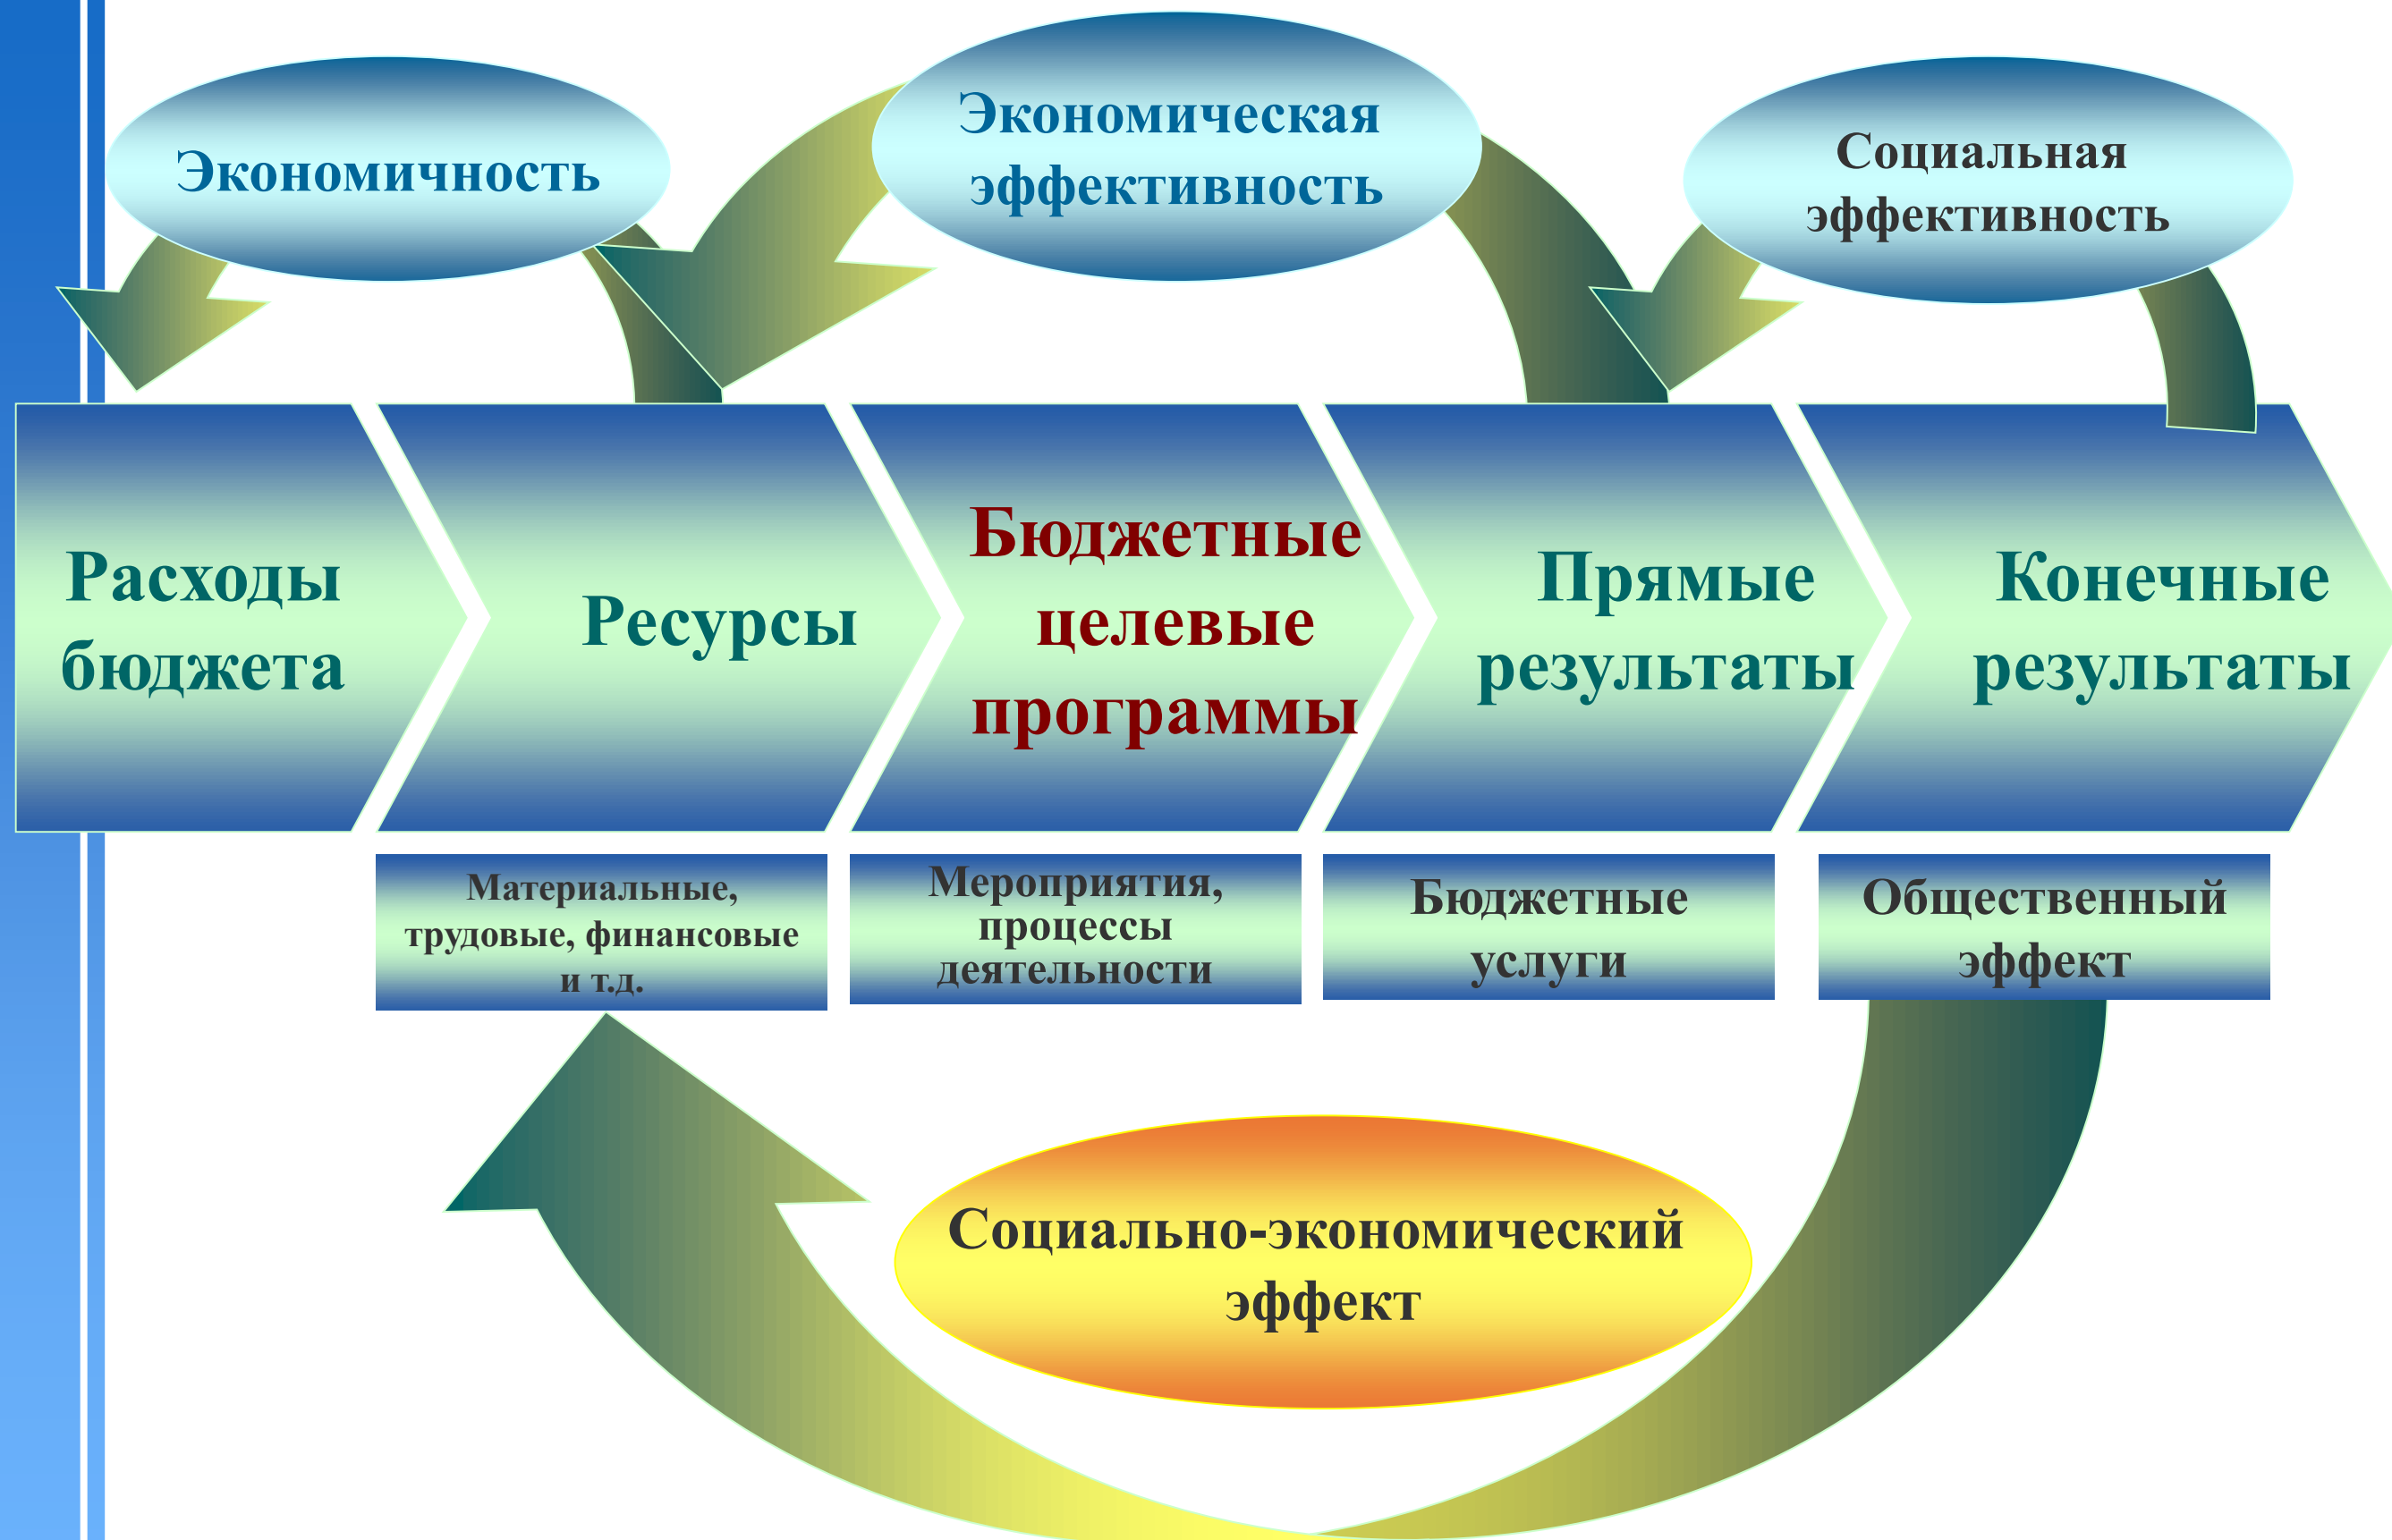 Экономичность
Экономическая
эффективность
Социальная
эффективность
Расходы
бюджета
Ресурсы
Бюджетные
целевые
программы
Прямые
результаты
Конечные
результаты
Материальные,
трудовые, финансовые
и т.д.
Мероприятия,
процессы
деятельности
Бюджетные
услуги
Общественный
эффект
Социально-экономический
эффект